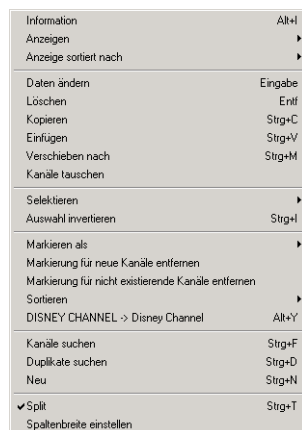 Information Alt+I
Anzeigen
Anzeige sortiert nach
Daten ändern Eingabe
Löschen Entf
Kopieren Strg+C
Einfügen Strg+V
Verschieben nach Strg+M
Kanäle tauschen
Selektieren
Auswahl invertieren Strg+I
Markieren als
Markierung für neue Kanäle entfernen
Markierung für nicht existierende Kanäle entfernen
Sortieren
DISNEY CHANNEL -> Disney Channel Alt+Y
Kanäle suchen Strg+F
Duplikate suchen Strg+D
Neu Strg+N
Split Strg+T
Spaltenbreite einstellen